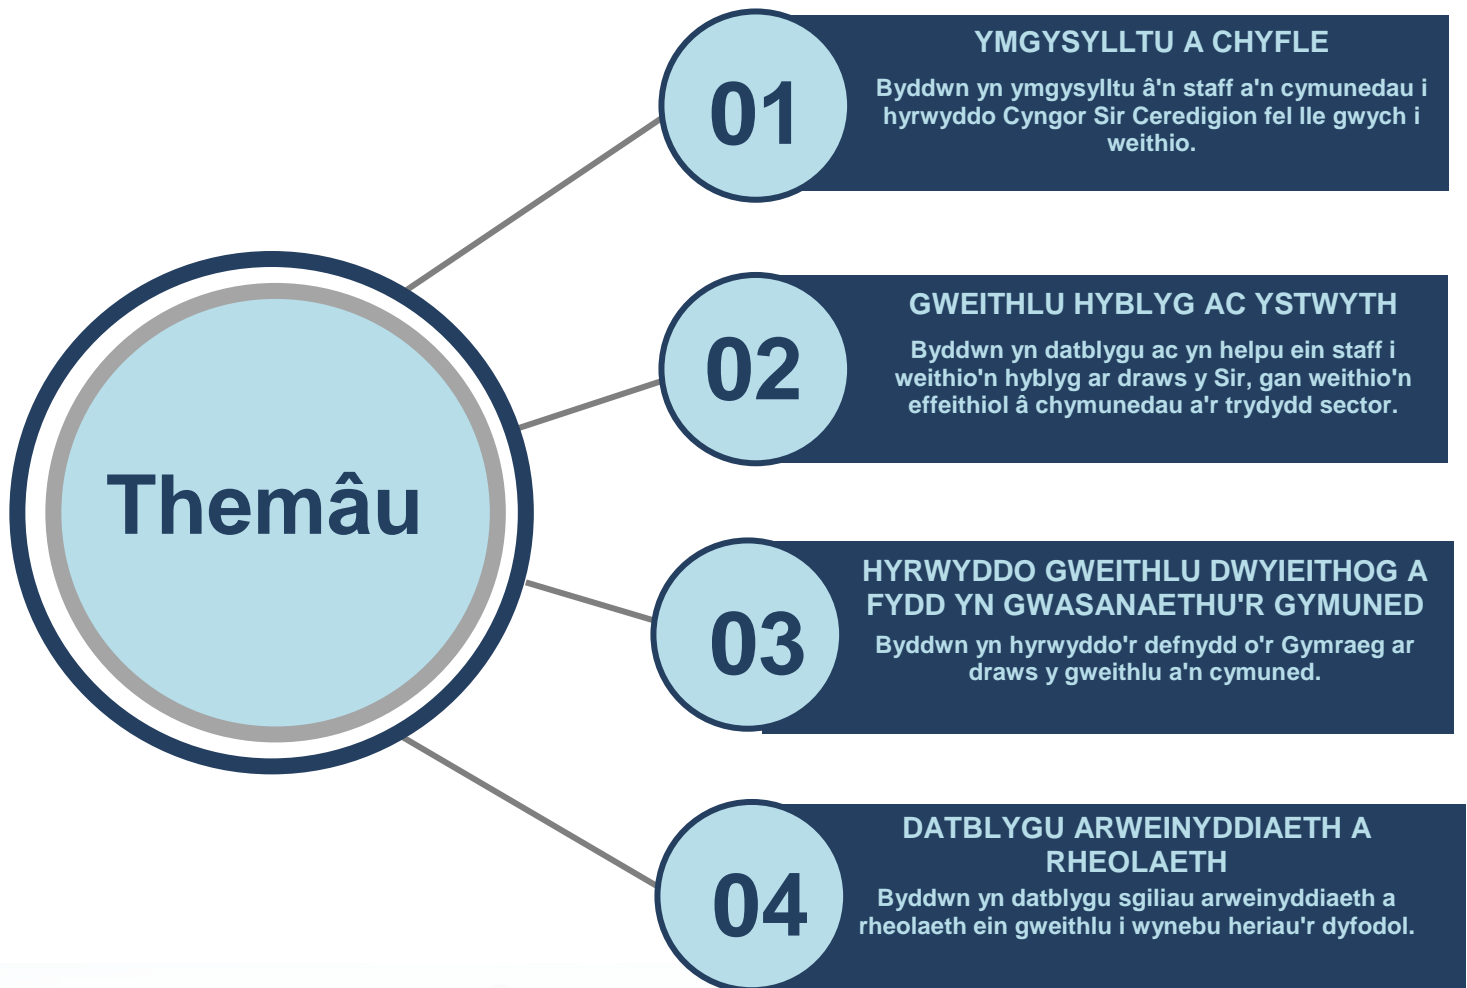 Themâu
01
YMGYSYLLTU A CHYFLE
Byddwn yn ymgysylltu â'n staff a'n cymunedau i
hyrwyddo Cyngor Sir Ceredigion fel lle gwych i
weithio.
02
GWEITHLU HYBLYG AC YSTWYTH
Byddwn yn datblygu ac yn helpu ein staff i
weithio'n hyblyg ar draws y Sir, gan weithio'n
effeithiol â chymunedau a'r trydydd sector.
03
HYRWYDDO GWEITHLU DWYIEITHOG A
FYDD YN GWASANAETHU'R GYMUNED
Byddwn yn hyrwyddo'r defnydd o'r Gymraeg ar
draws y gweithlu a'n cymuned.
04
DATBLYGU ARWEINYDDIAETH A
RHEOLAETH
Byddwn yn datblygu sgiliau arweinyddiaeth a
rheolaeth ein gweithlu i wynebu heriau'r dyfodol.